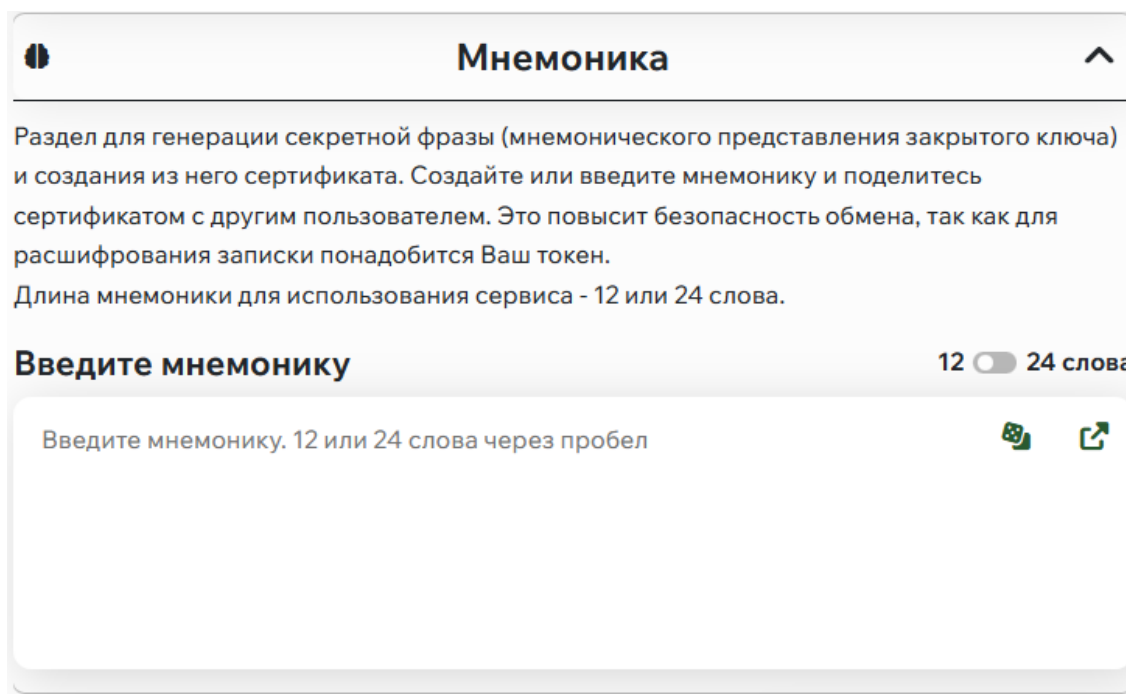 Мнемоника
Раздел для генерации секретной фразы (мнемонического представления закрытого ключа)
и создания из него сертификата. Создайте или введите мнемонику и поделитесь
сертификатом с другим пользователем. Это повысит безопасность обмена, так как для
расшифрования записки понадобится Ваш токен.
Длина мнемоники для использования сервиса - 12 или 24 слова.
Введите мнемонику 12 24 слова
Введите мнемонику. 12 или 24 слова через пробел